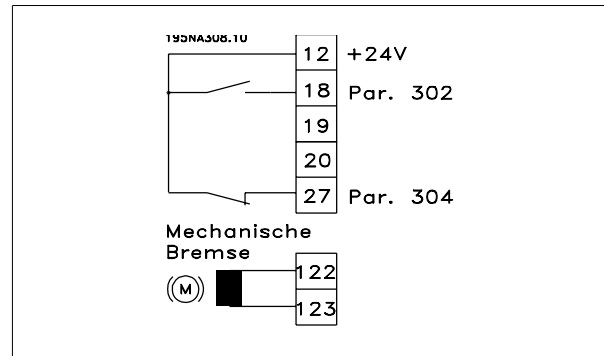 195NA308.10
12 +24V
18 Par. 302
19
20
27 Par. 304
Mechanische
Bremse
M
122
123